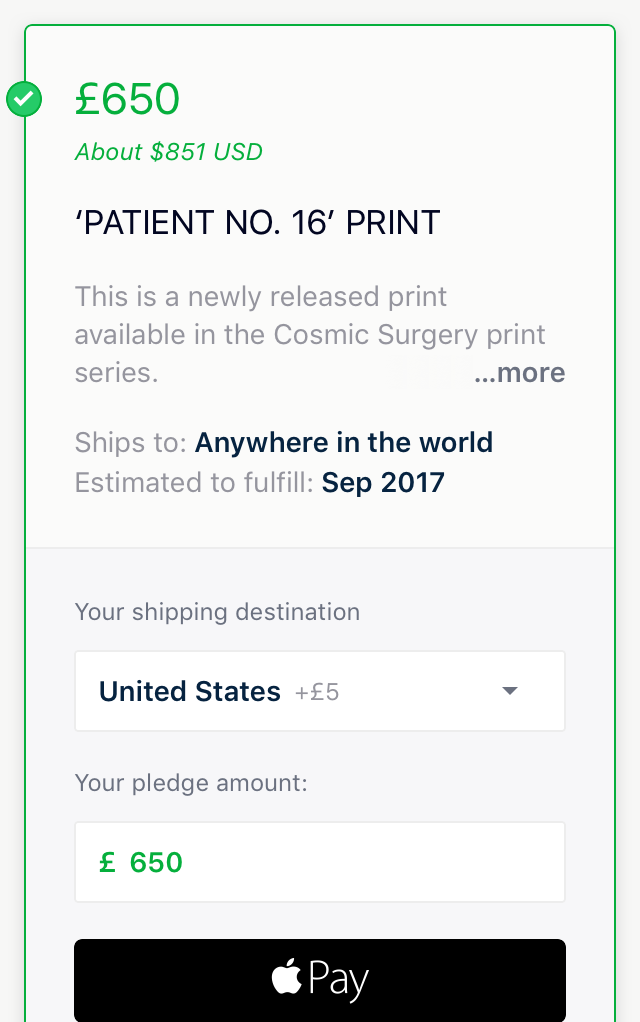 £650
About $851 USD
‘PATIENT NO. 16’ PRINT
This is a newly released print
available in the Cosmic Surgery print
series. ...more
Ships to: Anywhere in the world
Estimated to fulfill: Sep 2017
Your shipping destination
United States +£5
Your pledge amount:
£ 650
Pay